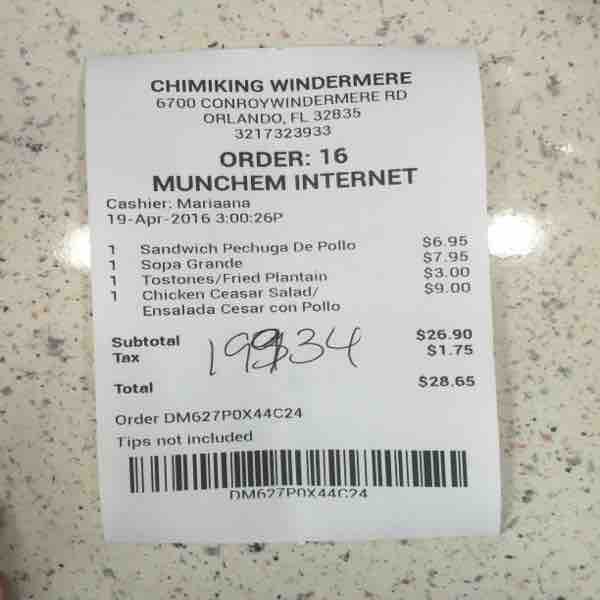 CHIMIKING WINDERMERE
6700 CONROYWINDERMERE RD
ORLANDO, FL 32835
3217323933
ORDER: 16
MUNCHEM INTERNET
Cashier: Mariaana
19-Apr-2016 3:00:26P
1 Sandwich Pechuga De Pollo $6.95
1 Sopa Grande $7.95
1 Tostones/Fried Plantain $3.00
1 Chicken Ceasar Salad/ $9.00
Ensalada Cesar con Pollo
Subtotal $26.90
Tax $1.75
Total $28.65
Order DM627P0X44C24
Tips not included
DM627P0X44C24